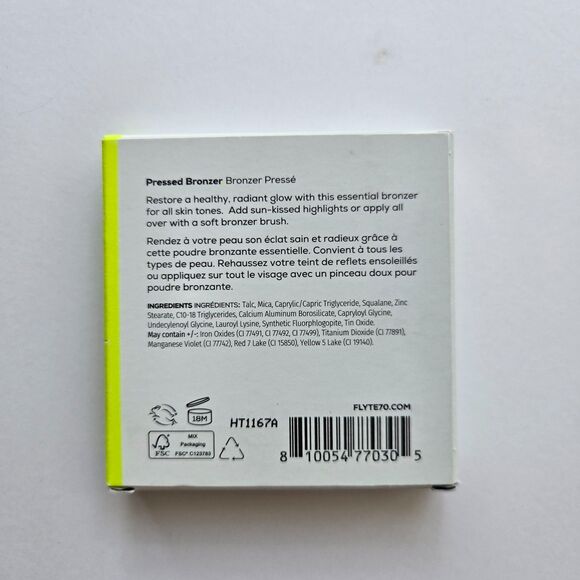 Pressed Bronzer Bronzer Pressé
Restore a healthy, radiant glow with this essential bronzer
for all skin tones. Add sun-kissed highlights or apply all
over with a soft bronzer brush.
Rendez à votre peau son éclat sain et radieux grâce à
cette poudre bronzante essentielle. Convient à tous les
types de peau. Rehaussez votre teint de reflets ensoleillés
ou appliquez sur tout le visage avec un pinceau doux pour
poudre bronzante.
INGREDIENTS INGRÉDIENTS: Talc, Mica, Caprylic/Capric Triglyceride, Squalane, Zinc
Stearate, C10-18 Triglycerides, Calcium Aluminum Borosilicate, Capryloyl Glycine,
Undecylenoyl Glycine, Lauroyl Lysine, Synthetic Fluorphlogopite, Tin Oxide.
May contain +/-: Iron Oxides (CI 77491, CI 77492, CI 77499), Titanium Dioxide (CI 77891),
Manganese Violet (CI 77742), Red 7 Lake (CI 15850), Yellow 5 Lake (CI 19140).
FLYTE70.COM
18M
HT1167A
MIX
Packaging
FSC
FSC® C123783
8 10054 77030 5